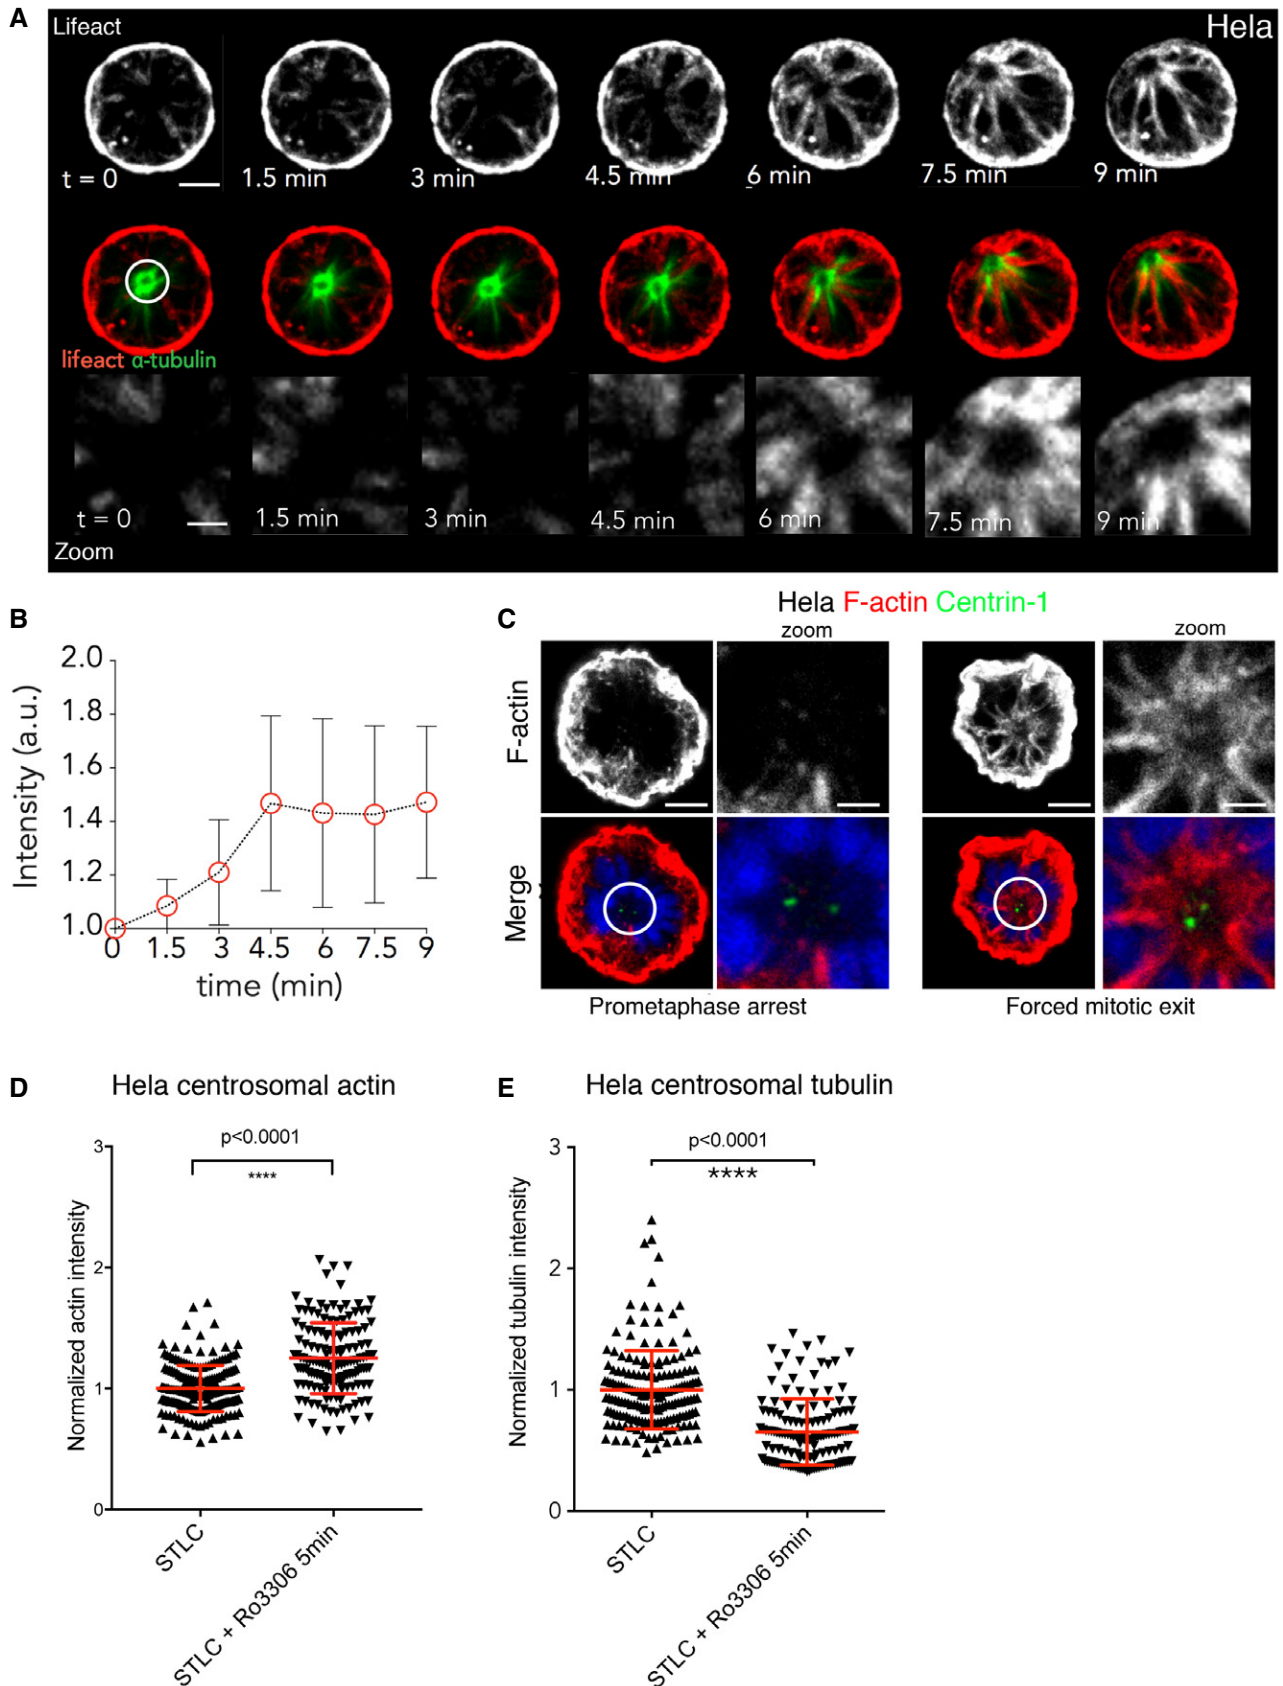 A
Lifeact
Hela
t = 0
1.5 min
3 min
4.5 min
6 min
7.5 min
9 min
lifeact α-tubulin
t = 0
1.5 min
3 min
4.5 min
6 min
7.5 min
9 min
Zoom
B
2.0
1.8
1.6
1.4
1.2
1.0
Intensity (a.u.)
0 1.5 3 4.5 6 7.5 9
time (min)
C
Hela F-actin Centrin-1
zoom
zoom
F-actin
Merge
Prometaphase arrest
Forced mitotic exit
D
Hela centrosomal actin
p<0.0001
****
3
2
1
0
Normalized actin intensity
STLC
STLC + Ro3306 5min
E
Hela centrosomal tubulin
p<0.0001
****
3
2
1
0
Normalized tubulin intensity
STLC
STLC + Ro3306 5min